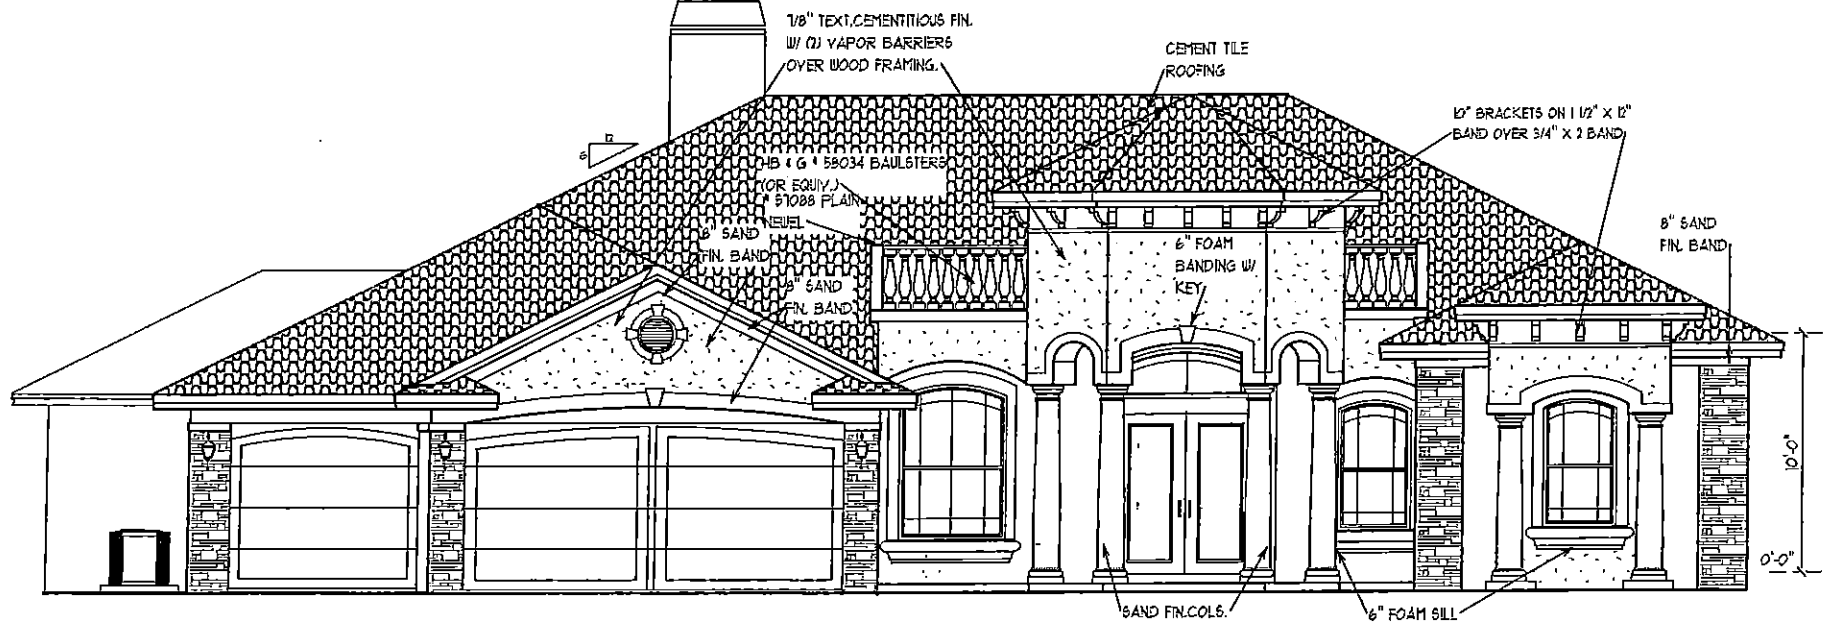 7/8" TEXT.CEMENTITIOUS FIN.
W/ (2) VAPOR BARRIERS
OVER WOOD FRAMING.
CEMENT TILE
ROOFING
10" BRACKETS ON 1 1/2" X 12"
BAND OVER 3/4" X 2 BAND
12
6
HB & G # 58034 BAULSTERS
(OR EQUIV.)
# 57088 PLAIN
NEWEL
8" SAND
FIN. BAND
8" SAND
FIN. BAND
6" FOAM
BANDING W/
KEY
8" SAND
FIN. BAND
10'-0"
0'-0"
SAND FIN.COLS.
6" FOAM SILL